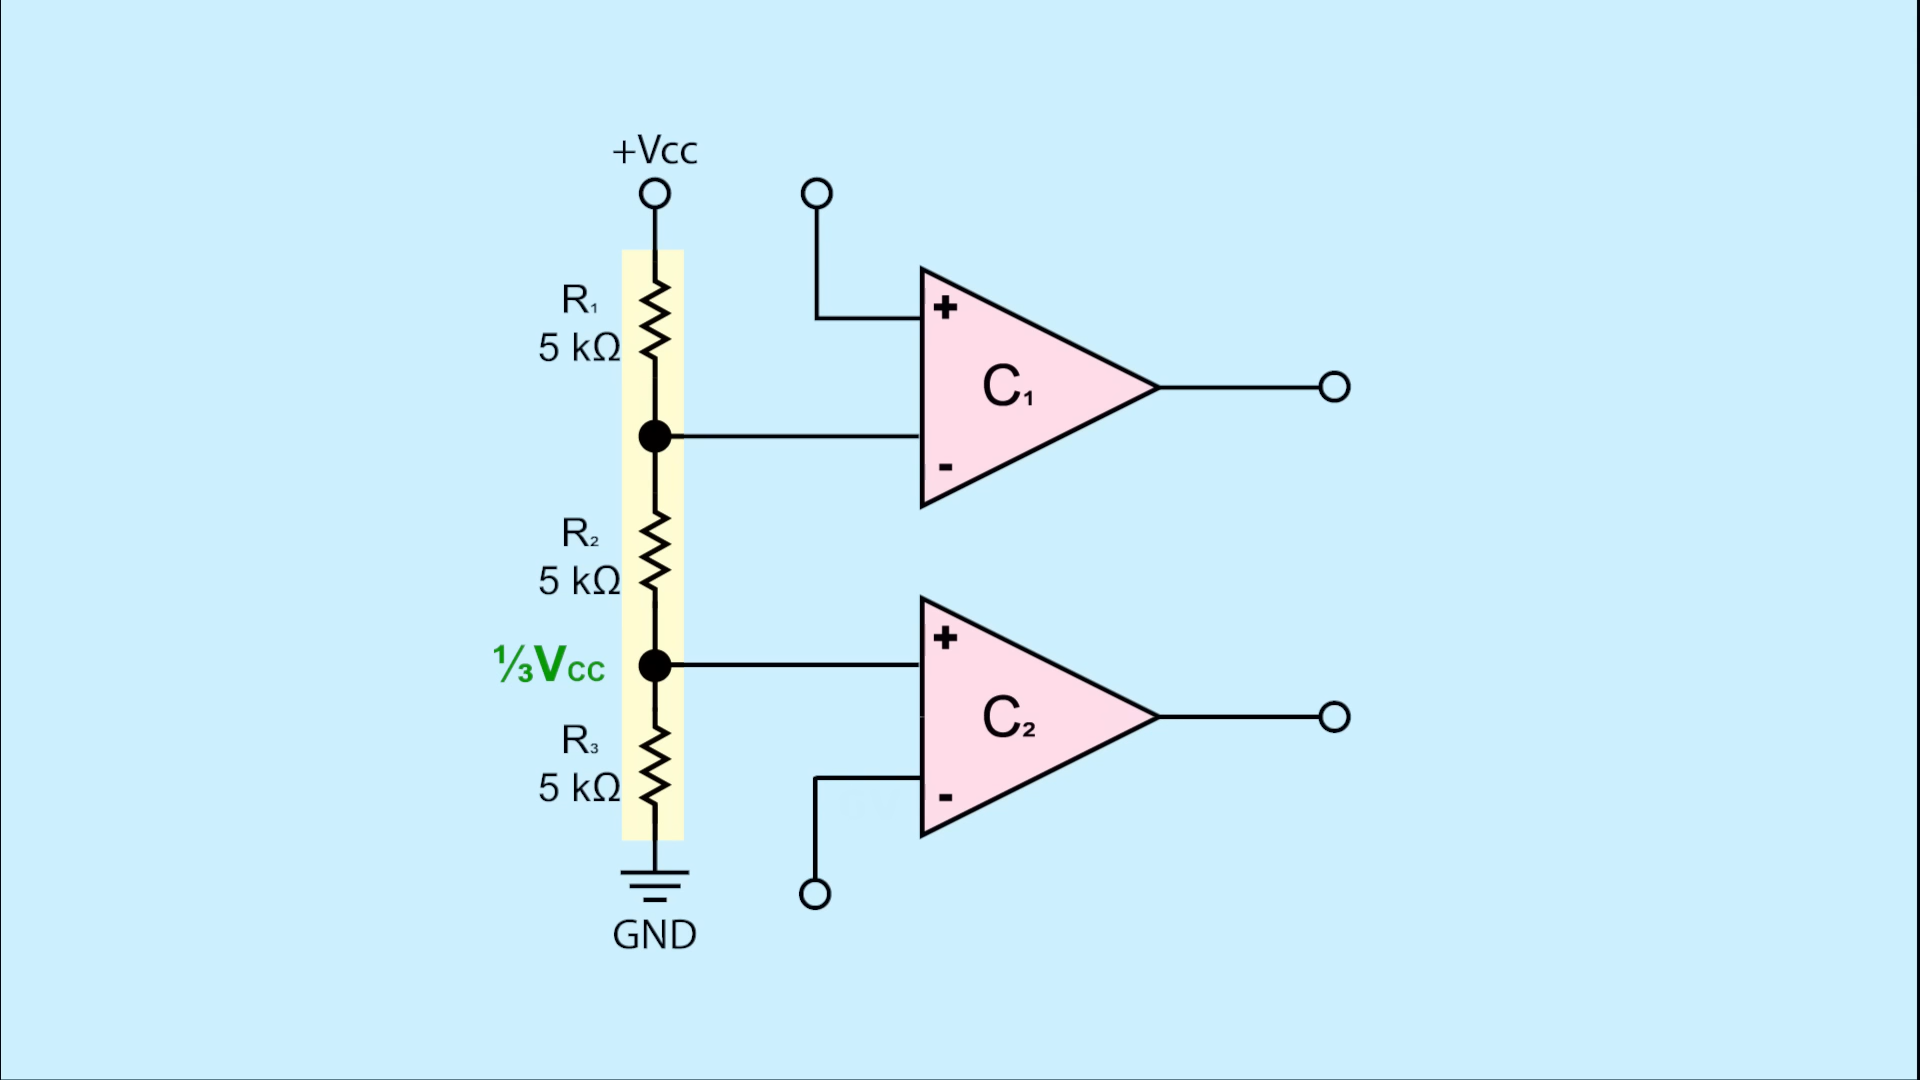 +Vcc
R₁
5 kΩ
+
C₁
-
R₂
5 kΩ
⅓Vcc
+
C₂
-
R₃
5 kΩ
GND